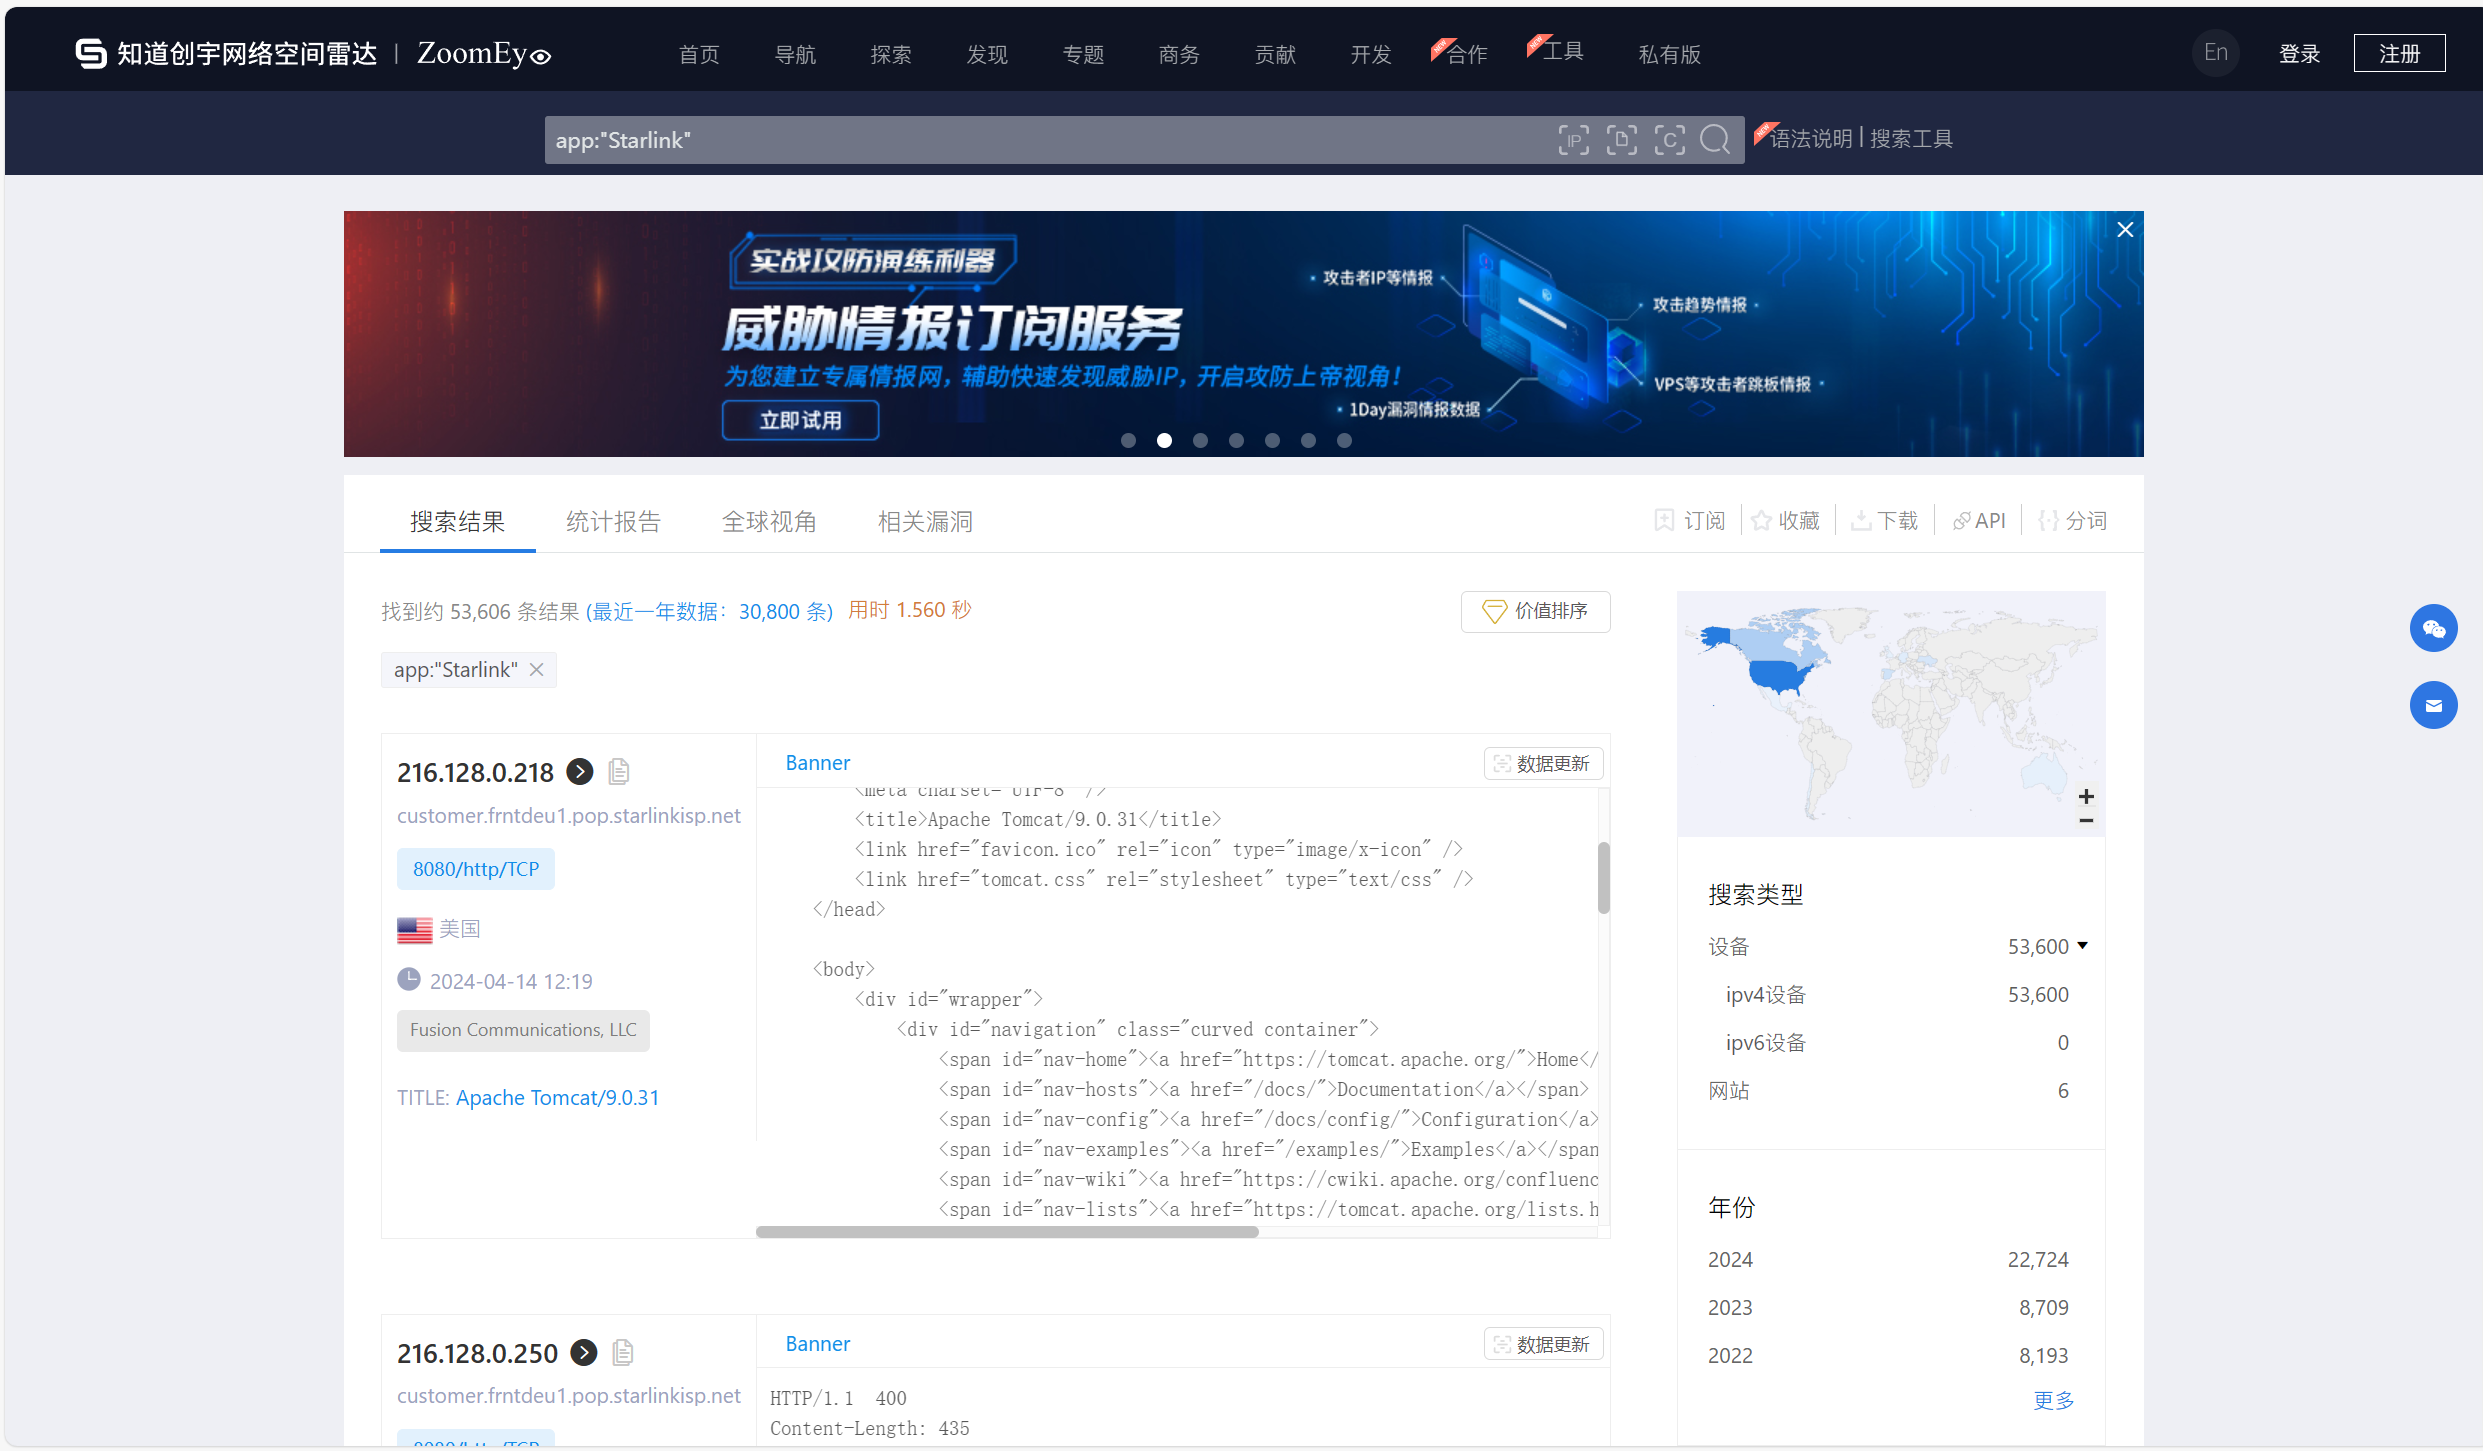 知道创宇网络空间雷达 | ZoomEye
首页 导航 探索 发现 专题 商务 贡献 开发 NEW 合作 NEW 工具 私有版
En 登录 注册
app:"Starlink"
IP C NEW 语法说明 | 搜索工具
实战攻防演练利器
威胁情报订阅服务
为您建立专属情报网，辅助快速发现威胁IP，开启攻防上帝视角！
立即试用
攻击者IP等情报
攻击趋势情报
VPS等攻击者跳板情报
1Day漏洞情报数据
搜索结果 统计报告 全球视角 相关漏洞
订阅 收藏 下载 API 分词
找到约 53,606 条结果 (最近一年数据：30,800 条) 用时 1.560 秒
价值排序
app:"Starlink"
216.128.0.218
customer.frntdeu1.pop.starlinkisp.net
8080/http/TCP
美国
2024-04-14 12:19
Fusion Communications, LLC
TITLE: Apache Tomcat/9.0.31
Banner
数据更新
<meta charset="UTF-8" />
<title>Apache Tomcat/9.0.31</title>
<link href="favicon.ico" rel="icon" type="image/x-icon" />
<link href="tomcat.css" rel="stylesheet" type="text/css" />
</head>
<body>
<div id="wrapper">
<div id="navigation" class="curved container">
<span id="nav-home"><a href="https://tomcat.apache.org/">Home</
<span id="nav-hosts"><a href="/docs/">Documentation</a></span>
<span id="nav-config"><a href="/docs/config/">Configuration</a>
<span id="nav-examples"><a href="/examples/">Examples</a></span
<span id="nav-wiki"><a href="https://cwiki.apache.org/confluenc
<span id="nav-lists"><a href="https://tomcat.apache.org/lists.h
216.128.0.250
customer.frntdeu1.pop.starlinkisp.net
8080/http/TCP
Banner
数据更新
HTTP/1.1 400
Content-Length: 435
+
−
搜索类型
设备 53,600
ipv4设备 53,600
ipv6设备 0
网站 6
年份
2024 22,724
2023 8,709
2022 8,193
更多